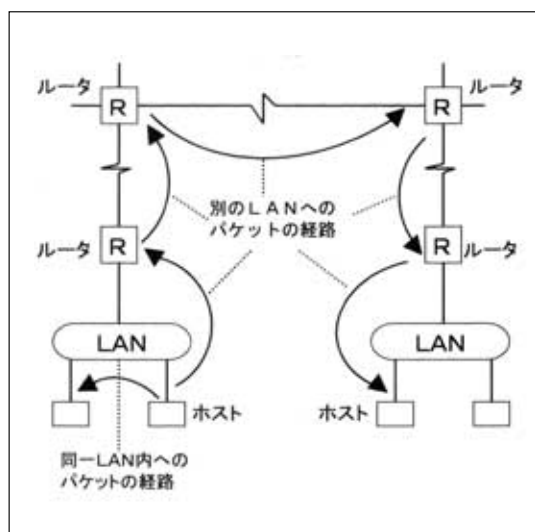 ルータ
R
R
ルータ
別のLANへの
パケットの経路
ルータ
R
R
ルータ
LAN
LAN
ホスト
ホスト
同一LAN内への
パケットの経路